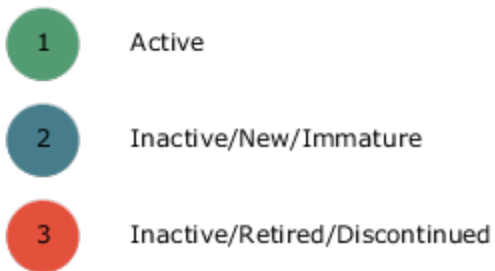 1 Active
2 Inactive/New/Immature
3 Inactive/Retired/Discontinued